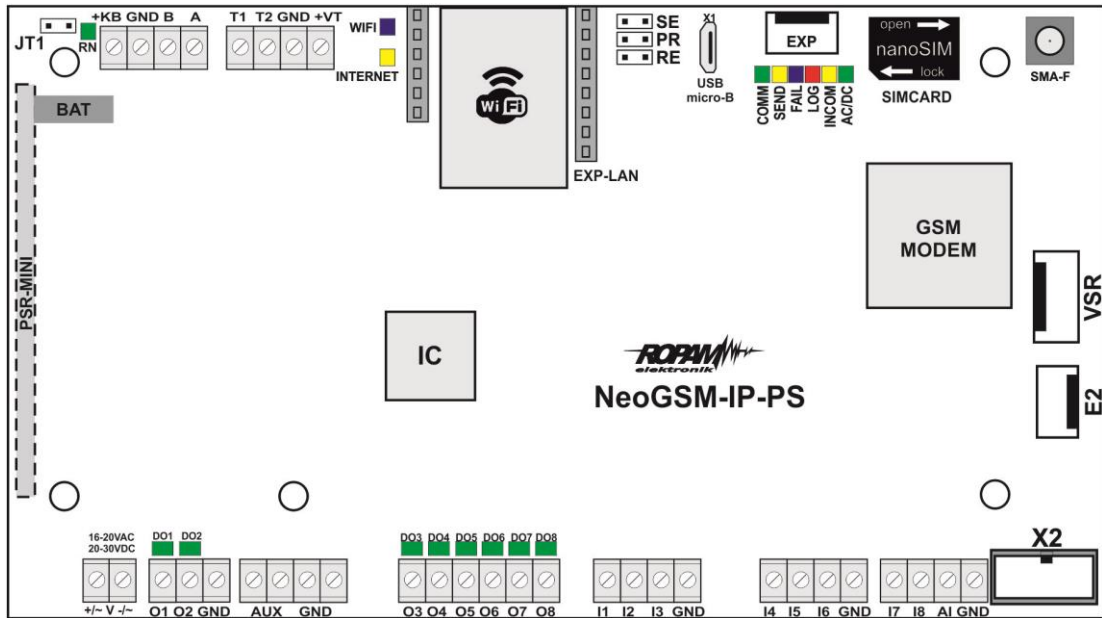 +KB GND B A
T1 T2 GND +VT
JT1
RN
WIFI
INTERNET
WiFi
EXP-LAN
SE
PR
RE
X1
USB
micro-B
EXP
COMM
SEND
FAIL
LOG
INCOM
AC/DC
open
nanoSIM
lock
SIMCARD
SMA-F
BAT
PSR-MINI
GSM
MODEM
VSR
IC
ROPAM
elektronik
NeoGSM-IP-PS
E2
16-20VAC
20-30VDC
DO1 DO2
DO3 DO4 DO5 DO6 DO7 DO8
X2
+/~ V -/~
O1 O2 GND
AUX GND
O3 O4 O5 O6 O7 O8
I1 I2 I3 GND
I4 I5 I6 GND
I7 I8 AI GND